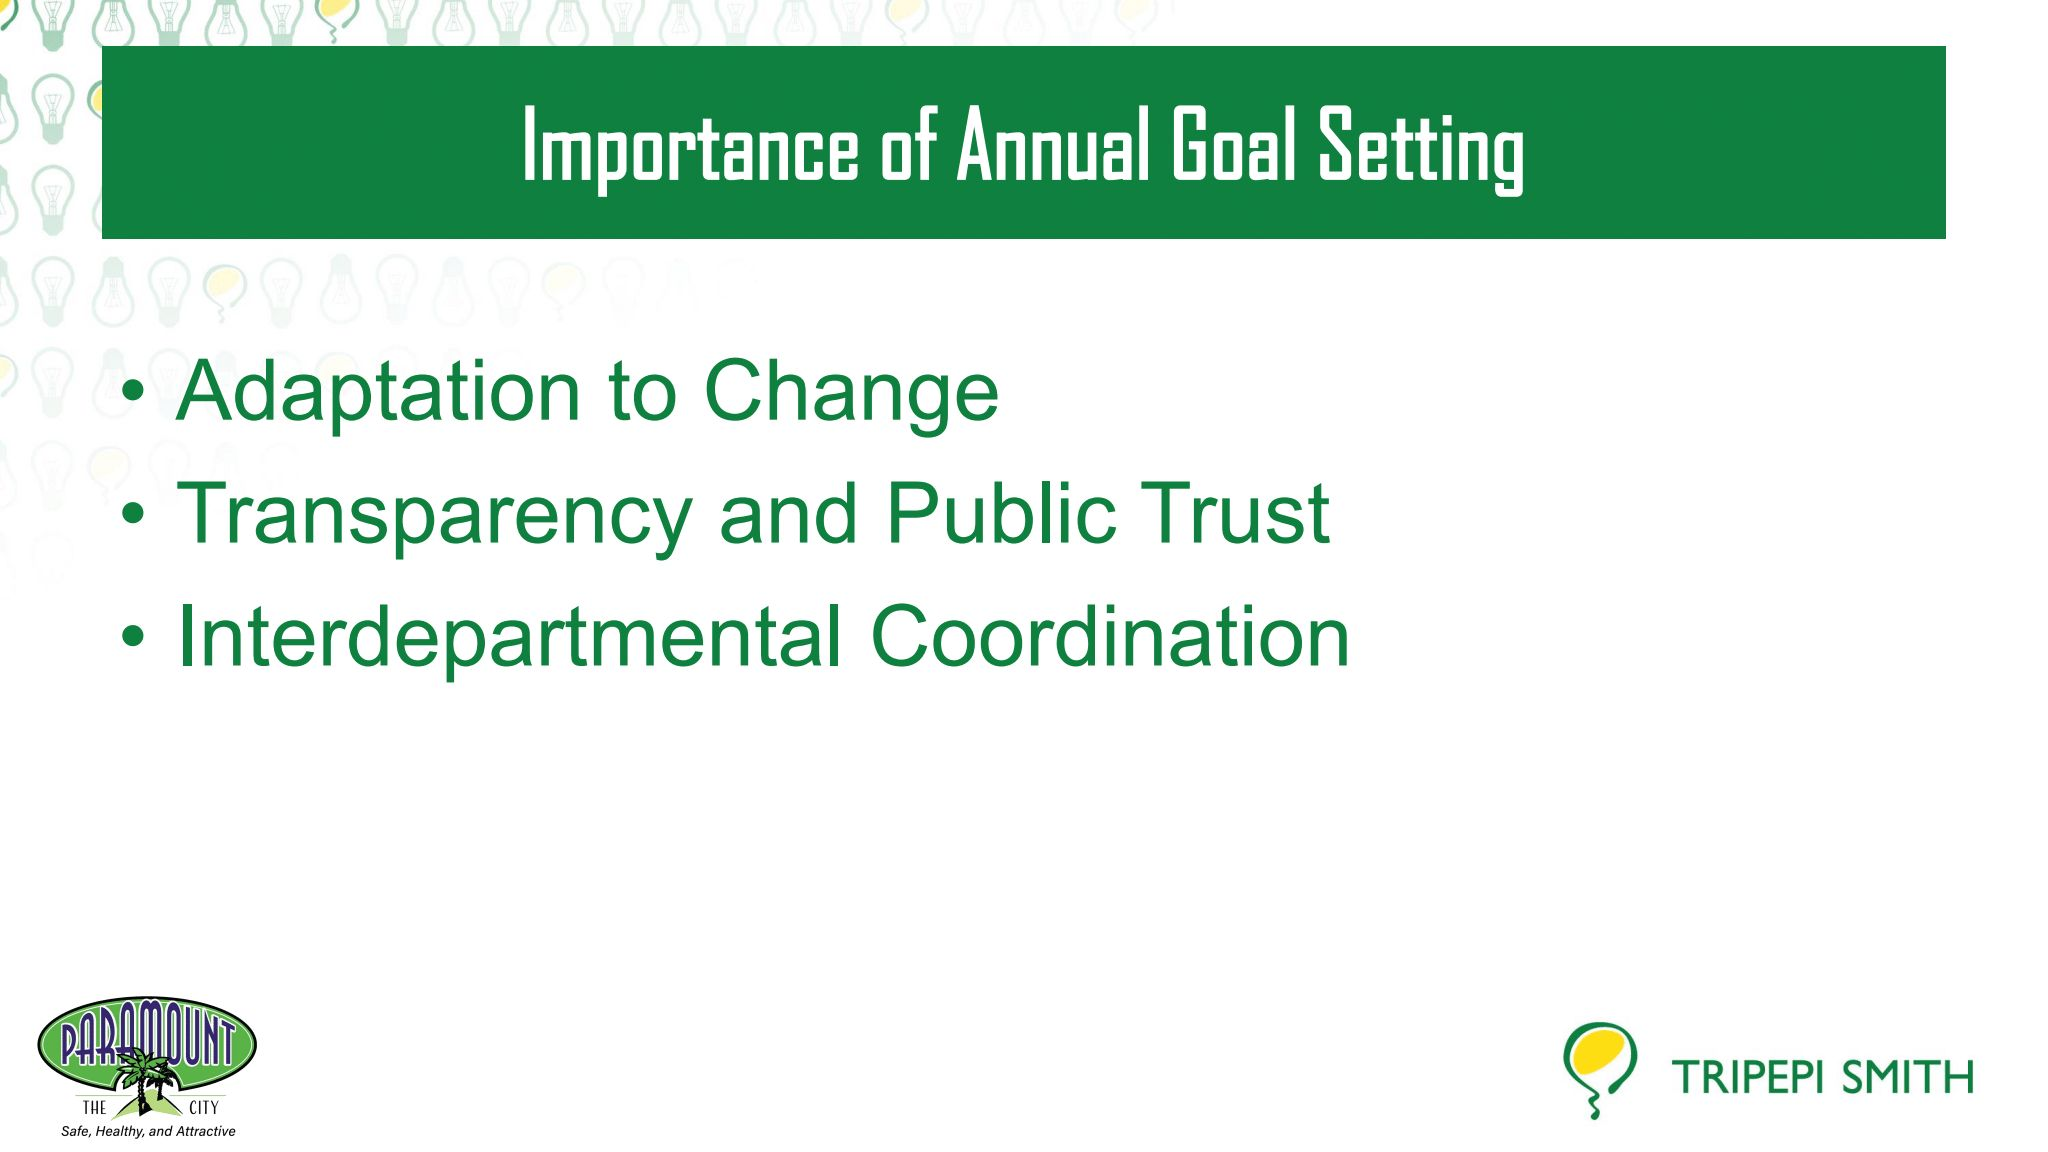 Importance of Annual Goal Setting
• Adaptation to Change
• Transparency and Public Trust
• Interdepartmental Coordination
PARAMOUNT
THE CITY
Safe, Healthy, and Attractive
TRIPEPI SMITH